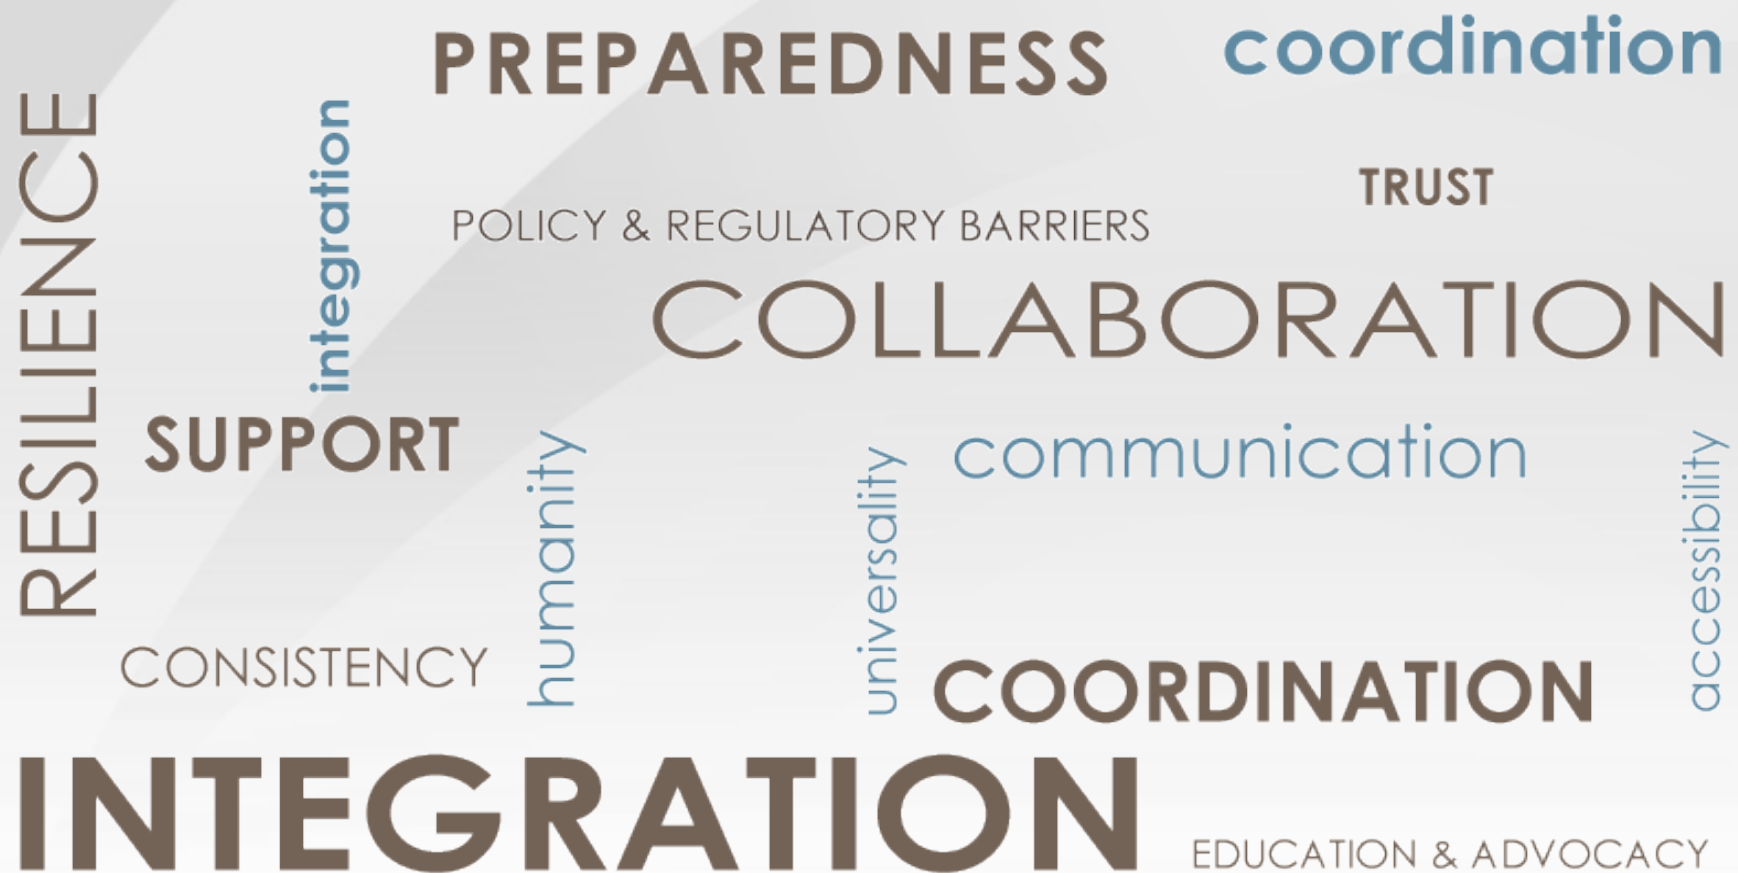 PREPAREDNESS
coordination
RESILIENCE
integration
TRUST
POLICY & REGULATORY BARRIERS
COLLABORATION
SUPPORT
humanity
universality
communication
accessibility
CONSISTENCY
COORDINATION
INTEGRATION
EDUCATION & ADVOCACY